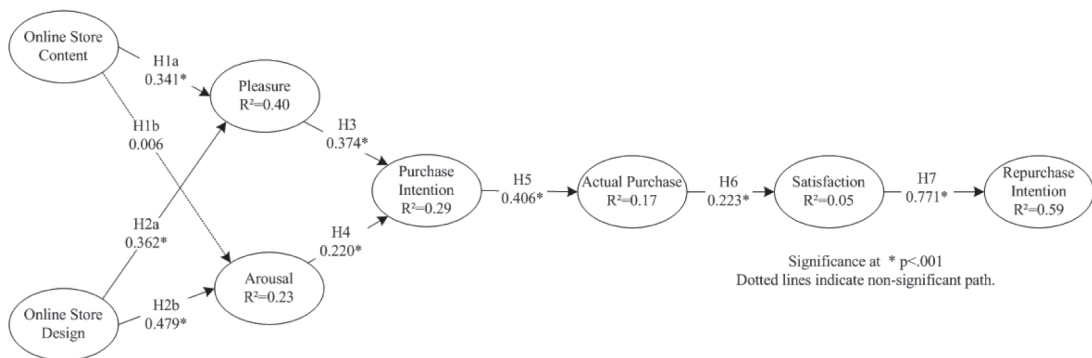 Online Store
Content
H1a
0.341*
Pleasure
R²=0.40
H1b
0.006
H3
0.374*
Purchase
Intention
R²=0.29
H5
0.406*
Actual Purchase
R²=0.17
H6
0.223*
Satisfaction
R²=0.05
H7
0.771*
Repurchase
Intention
R²=0.59
H2a
0.362*
H4
0.220*
Arousal
R²=0.23
Online Store
Design
H2b
0.479*
Significance at * p<.001
Dotted lines indicate non-significant path.